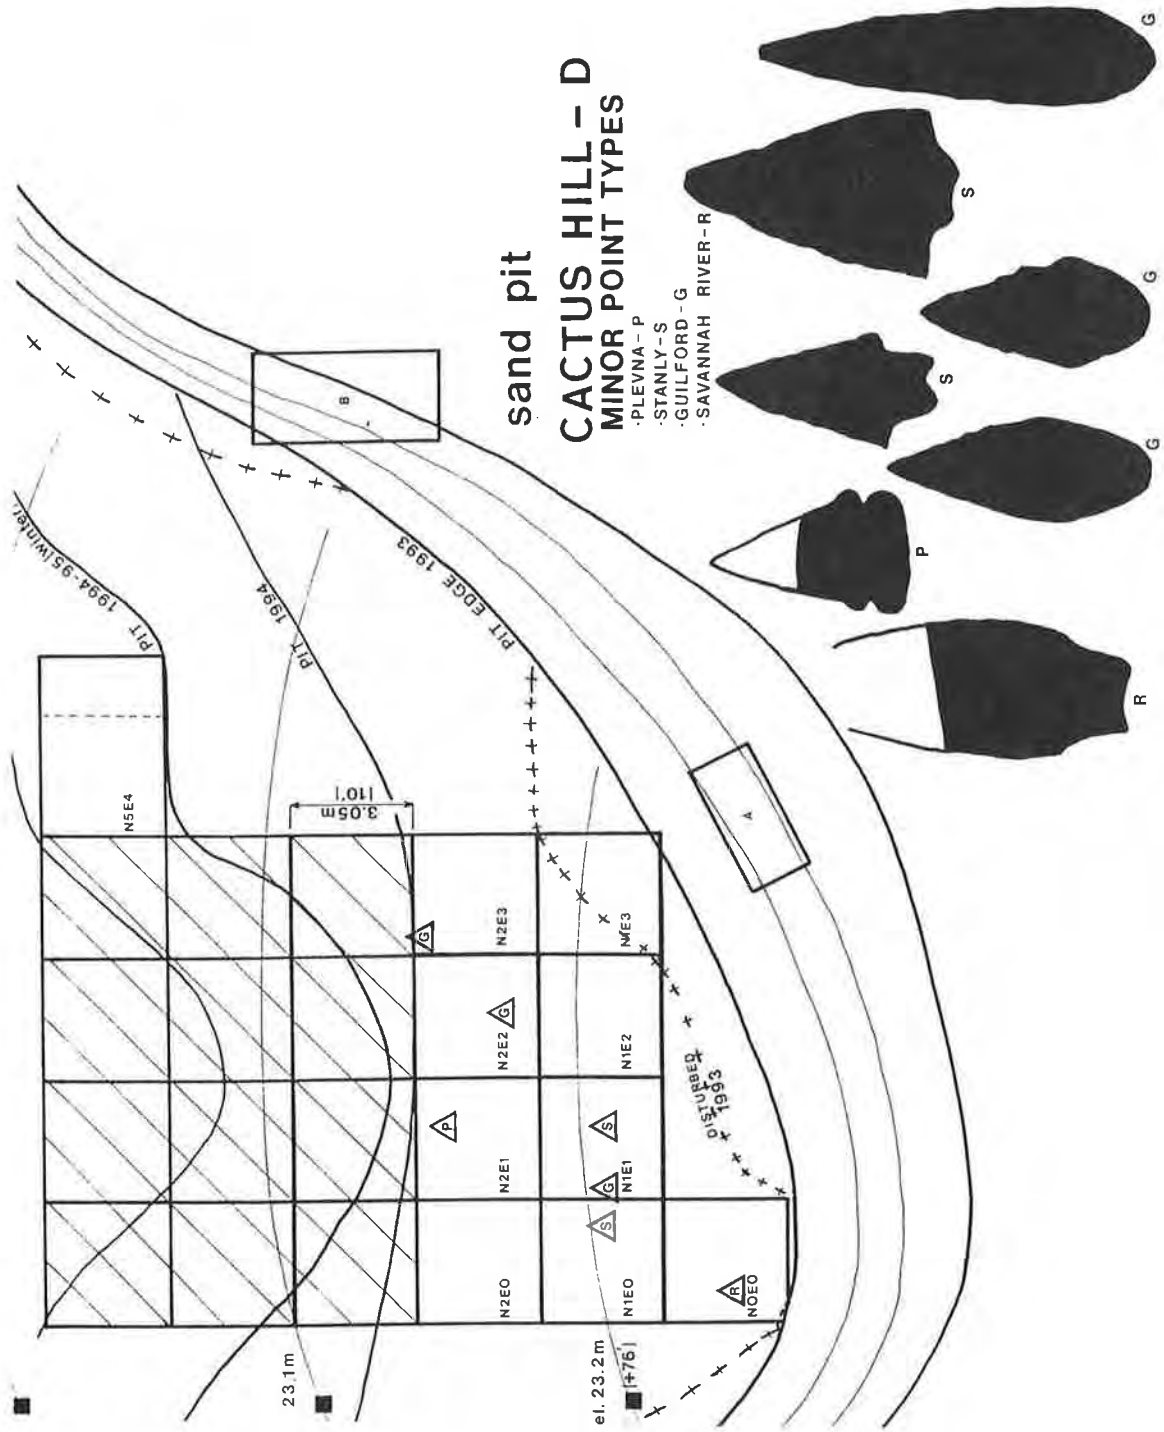 sand pit
CACTUS HILL - D
MINOR POINT TYPES
·PLEVNA-P
·STANLY-S
·GUILFORD-G
·SAVANNAH RIVER-R
PIT 1994-95(winter)
PIT 1994
PIT EDGE 1993
DISTURBED
1993
3.05m
(10')
23.1m
el. 23.2m
(+76')
N5E4
N2E3
N1E3
N2E2
N1E2
N2E1
N1E1
N2E0
N1E0
N0E0
G
G
P
S
G
S
R
A
B
R
P
G
S
G
S
G